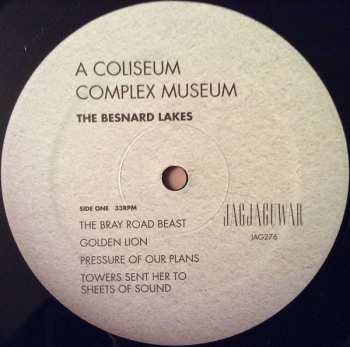 A COLISEUM
COMPLEX MUSEUM
THE BESNARD LAKES
SIDE ONE 33RPM
THE BRAY ROAD BEAST
GOLDEN LION
PRESSURE OF OUR PLANS
TOWERS SENT HER TO
SHEETS OF SOUND
JAGJAGUWAR
JAG276